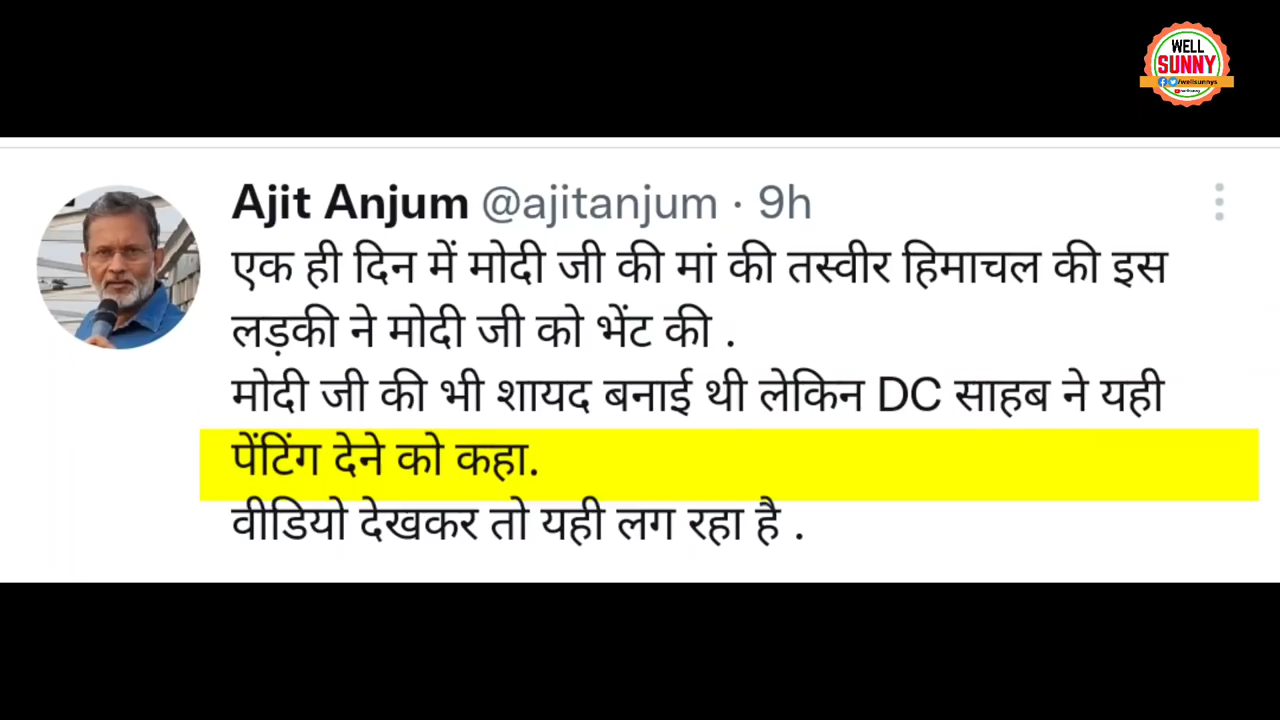 WELL
SUNNY
/wellsunnys
Ajit Anjum @ajitanjum · 9h
एक ही दिन में मोदी जी की मां की तस्वीर हिमाचल की इस
लड़की ने मोदी जी को भेंट की .
मोदी जी की भी शायद बनाई थी लेकिन DC साहब ने यही
पेंटिंग देने को कहा.
वीडियो देखकर तो यही लग रहा है .